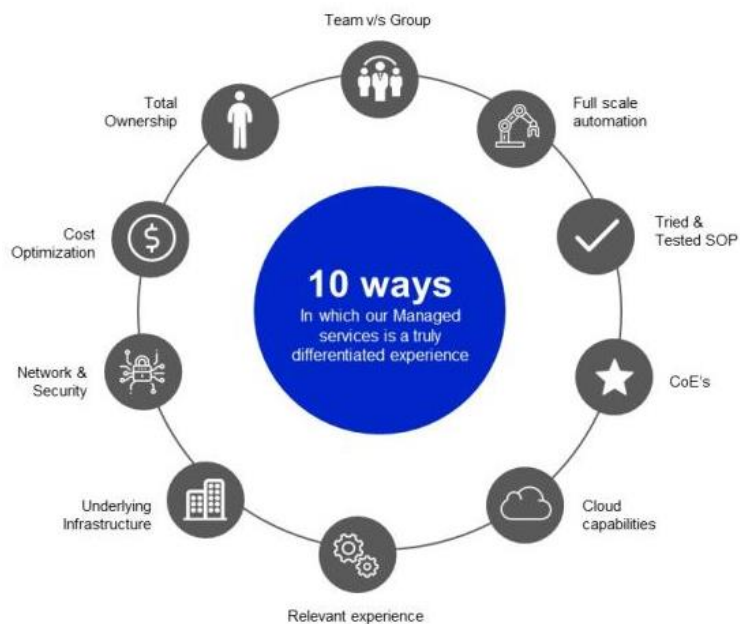 Team v/s Group
Full scale
automation
Tried &
Tested SOP
CoE's
Cloud
capabilities
Relevant experience
Underlying
Infrastructure
Network &
Security
Cost
Optimization
Total
Ownership
10 ways
In which our Managed
services is a truly
differentiated experience